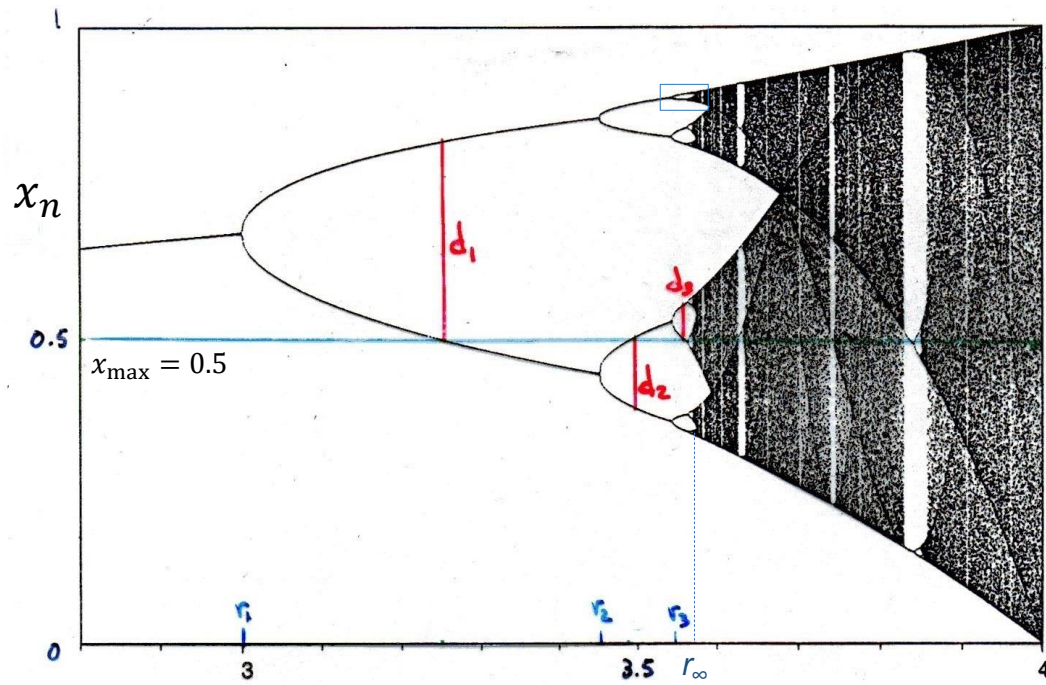 1
x_n
d_1
d_3
0.5
x_max = 0.5
d_2
r_1
r_2
r_3
0
3
3.5
r_∞
4